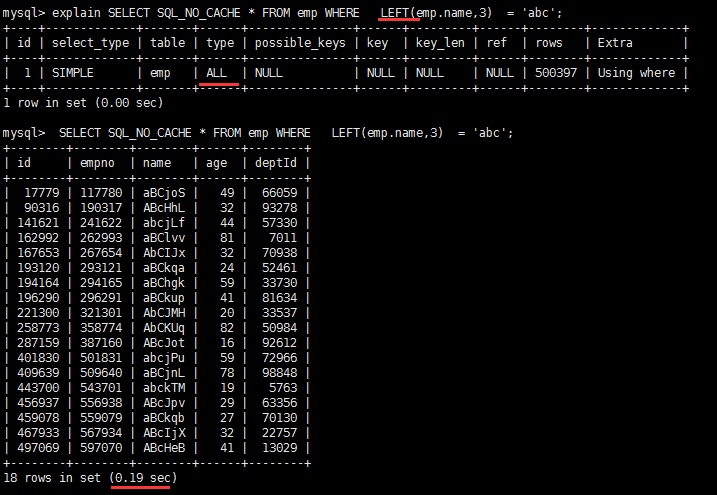 mysql> explain SELECT SQL_NO_CACHE * FROM emp WHERE   LEFT(emp.name,3)  = 'abc';
+----+-------------+-------+------+---------------+------+---------+------+--------+-------------+
| id | select_type | table | type | possible_keys | key  | key_len | ref  | rows   | Extra       |
+----+-------------+-------+------+---------------+------+---------+------+--------+-------------+
|  1 | SIMPLE      | emp   | ALL  | NULL          | NULL | NULL    | NULL | 500397 | Using where |
+----+-------------+-------+------+---------------+------+---------+------+--------+-------------+
1 row in set (0.00 sec)
mysql>  SELECT SQL_NO_CACHE * FROM emp WHERE   LEFT(emp.name,3)  = 'abc';
+--------+--------+--------+------+--------+
| id     | empno  | name   | age  | deptId |
+--------+--------+--------+------+--------+
|  17779 | 117780 | aBCjoS |   49 |  66059 |
|  90316 | 190317 | ABcHhL |   32 |  93278 |
| 141621 | 241622 | abcjLf |   44 |  57330 |
| 162992 | 262993 | aBClvv |   81 |   7011 |
| 167653 | 267654 | AbCIJx |   32 |  70938 |
| 193120 | 293121 | aBCkqa |   24 |  52461 |
| 194164 | 294165 | aBChgk |   59 |  33730 |
| 196290 | 296291 | aBCkup |   41 |  81634 |
| 221300 | 321301 | AbCJMH |   20 |  33537 |
| 258773 | 358774 | AbCKUq |   82 |  50984 |
| 287159 | 387160 | ABcJot |   16 |  92612 |
| 401830 | 501831 | abcjPu |   59 |  72966 |
| 409639 | 509640 | aBCjnL |   78 |  98848 |
| 443700 | 543701 | abckTM |   19 |   5763 |
| 456937 | 556938 | ABcJpv |   29 |  63356 |
| 459078 | 559079 | aBCkqb |   27 |  70130 |
| 467933 | 567934 | ABcIjX |   32 |  22757 |
| 497069 | 597070 | ABcHeB |   41 |  13029 |
+--------+--------+--------+------+--------+
18 rows in set (0.19 sec)